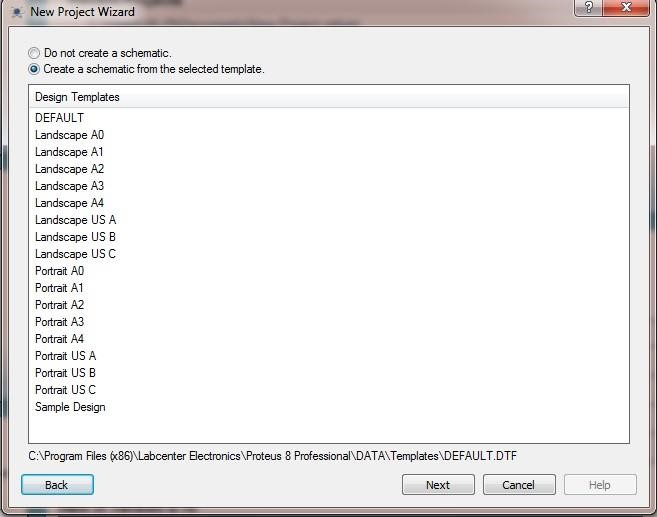 New Project Wizard
?
Do not create a schematic.
Create a schematic from the selected template.
Design Templates
DEFAULT
Landscape A0
Landscape A1
Landscape A2
Landscape A3
Landscape A4
Landscape US A
Landscape US B
Landscape US C
Portrait A0
Portrait A1
Portrait A2
Portrait A3
Portrait A4
Portrait US A
Portrait US B
Portrait US C
Sample Design
C:\Program Files (x86)\Labcenter Electronics\Proteus 8 Professional\DATA\Templates\DEFAULT.DTF
Back Next Cancel Help